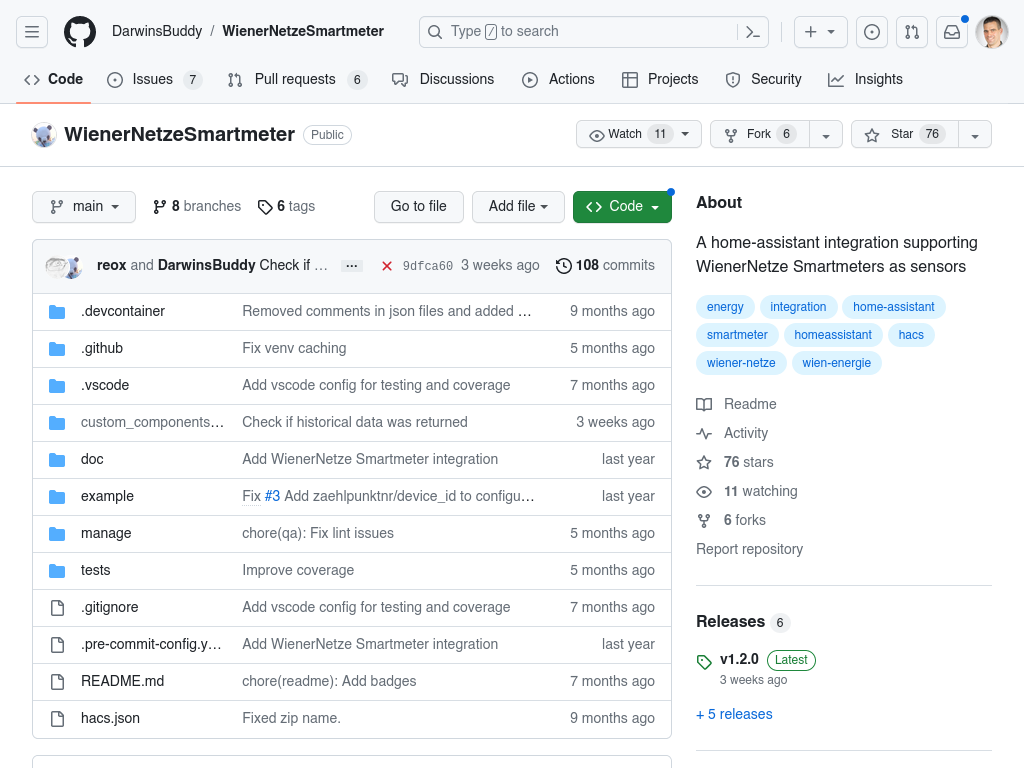 DarwinsBuddy / WienerNetzeSmartmeter
Type / to search
Code
Issues 7
Pull requests 6
Discussions
Actions
Projects
Security
Insights
WienerNetzeSmartmeter Public
Watch 11
Fork 6
Star 76
main
8 branches
6 tags
Go to file
Add file
Code
reox and DarwinsBuddy Check if … ... 9dfca60 3 weeks ago 108 commits
.devcontainer Removed comments in json files and added … 9 months ago
.github Fix venv caching 5 months ago
.vscode Add vscode config for testing and coverage 7 months ago
custom_components… Check if historical data was returned 3 weeks ago
doc Add WienerNetze Smartmeter integration last year
example Fix #3 Add zaehlpunktnr/device_id to configu… last year
manage chore(qa): Fix lint issues 5 months ago
tests Improve coverage 5 months ago
.gitignore Add vscode config for testing and coverage 7 months ago
.pre-commit-config.y… Add WienerNetze Smartmeter integration last year
README.md chore(readme): Add badges 7 months ago
hacs.json Fixed zip name. 9 months ago
About
A home-assistant integration supporting
WienerNetze Smartmeters as sensors
energy integration home-assistant
smartmeter homeassistant hacs
wiener-netze wien-energie
Readme
Activity
76 stars
11 watching
6 forks
Report repository
Releases 6
v1.2.0 Latest
3 weeks ago
+ 5 releases